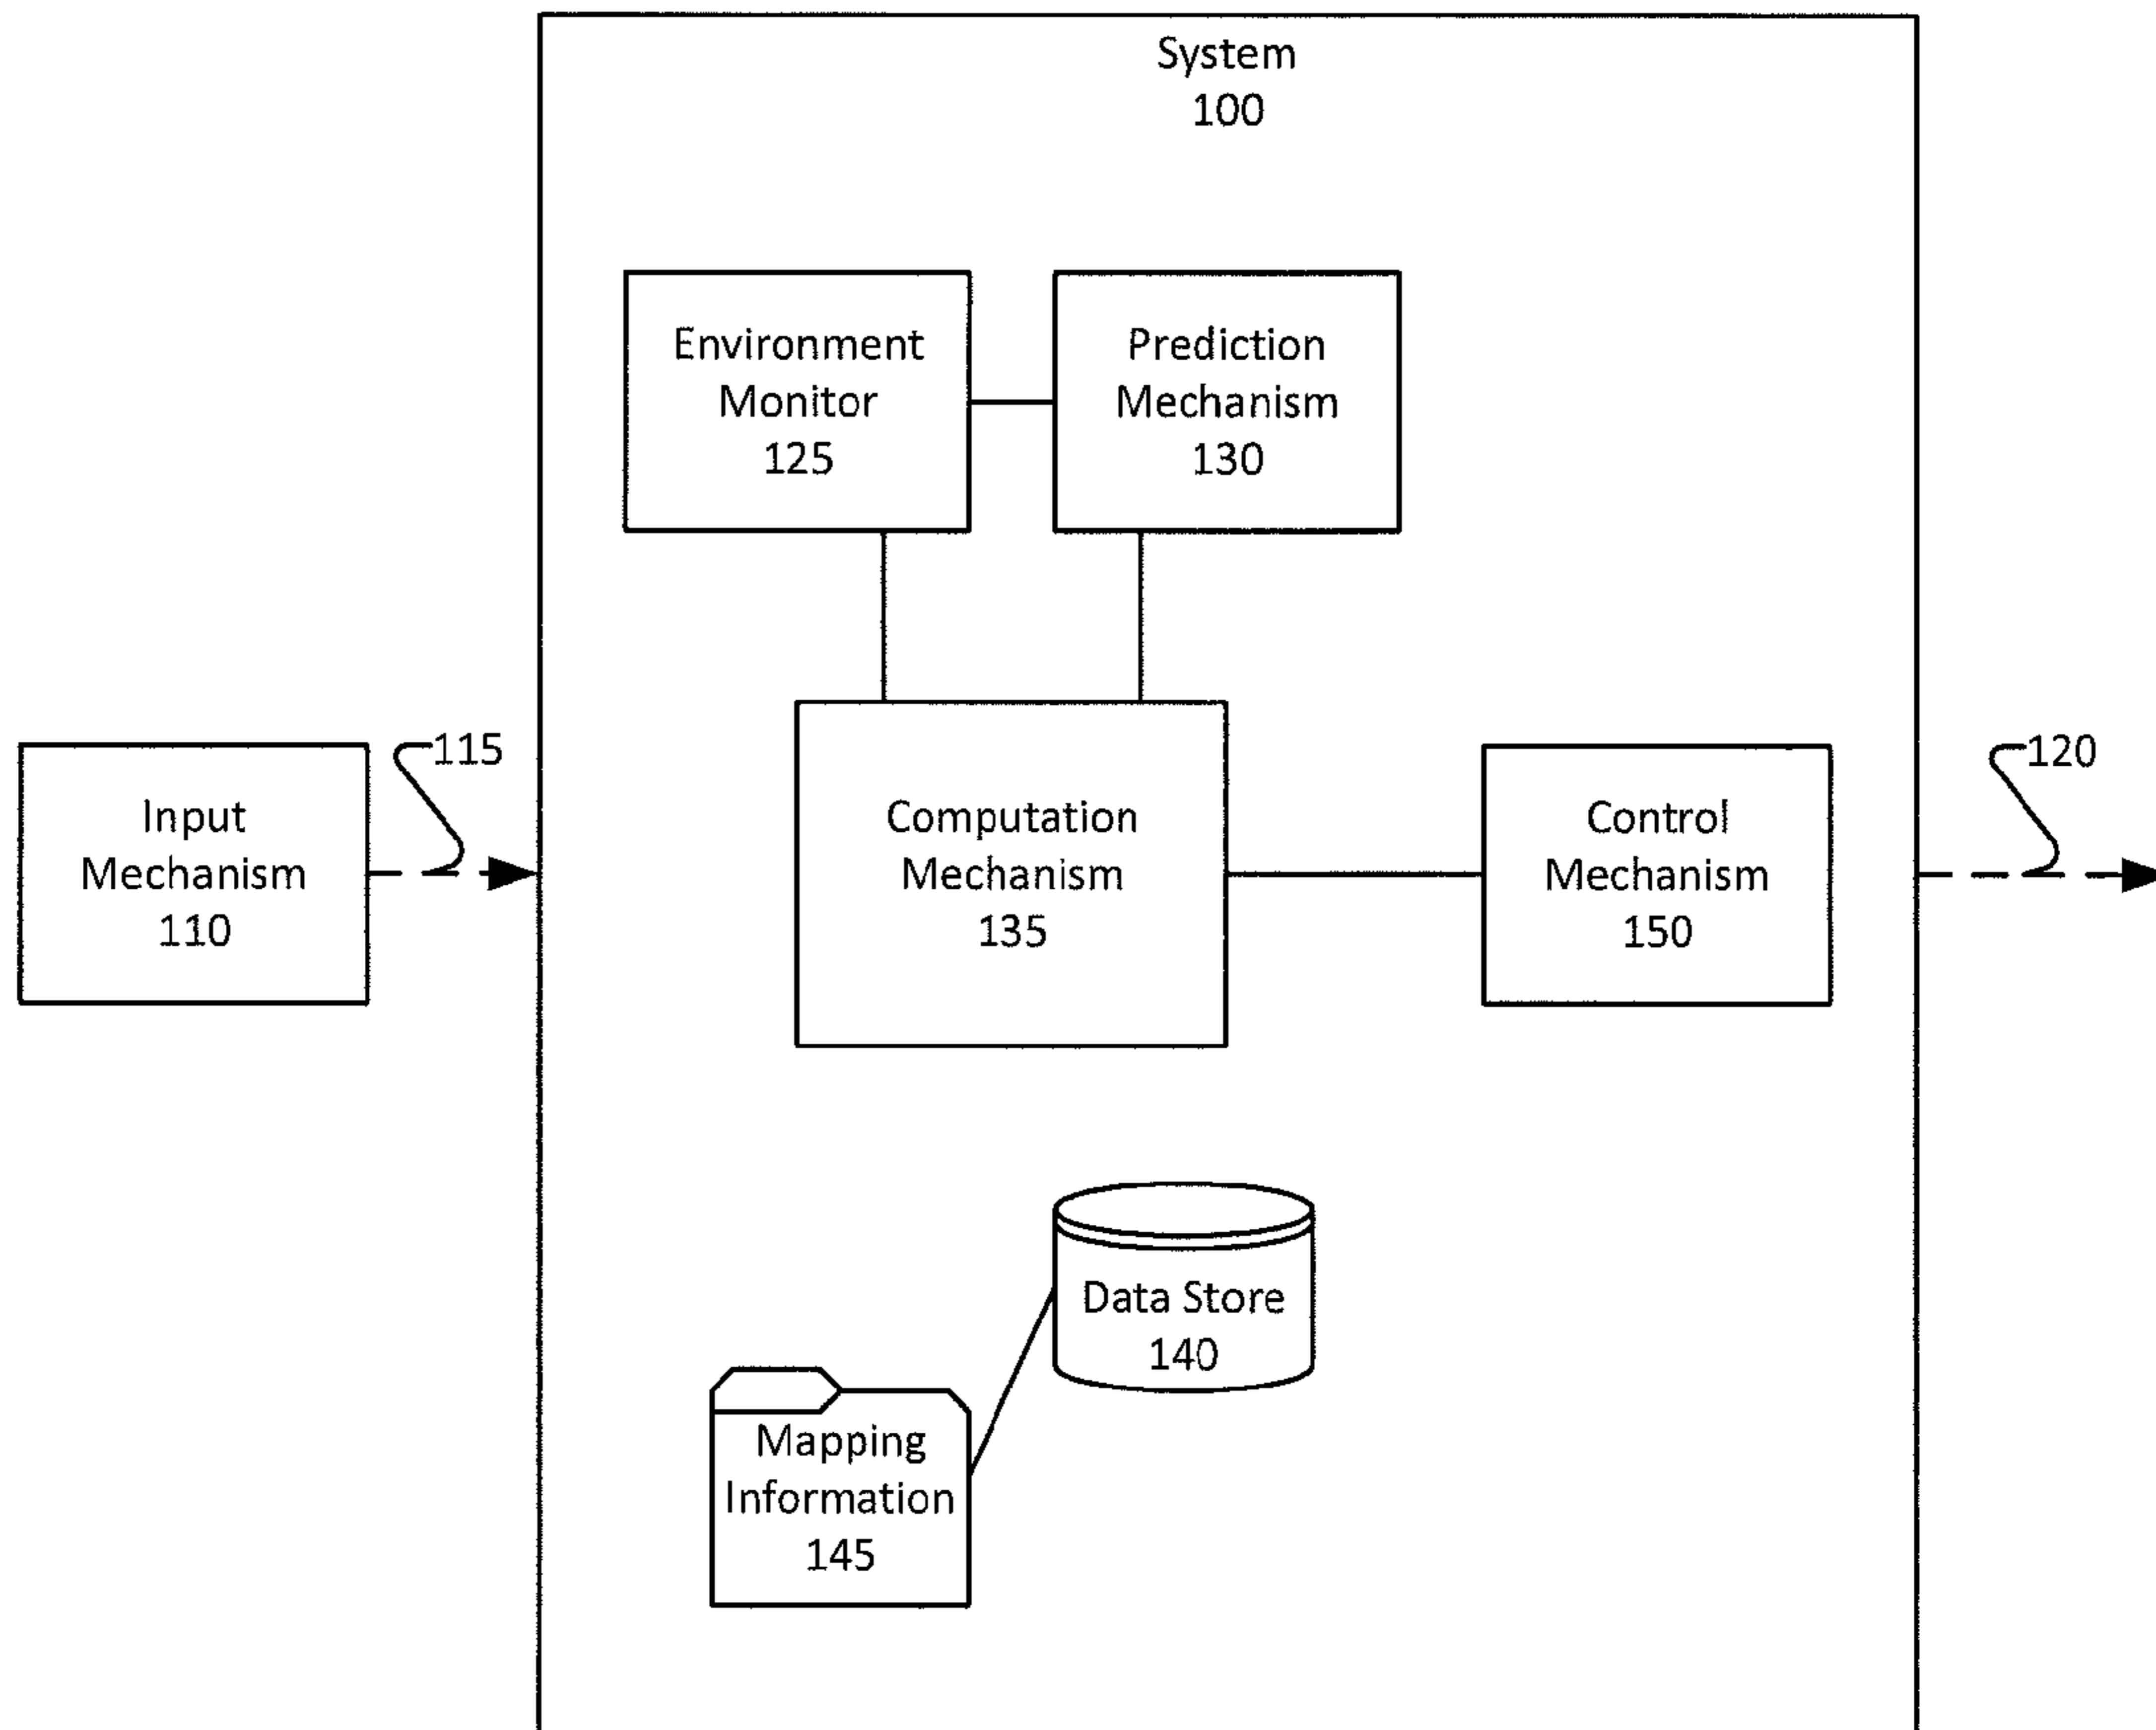 System
100
Environment
Monitor
125
Prediction
Mechanism
130
115
120
Input
Mechanism
110
Computation
Mechanism
135
Control
Mechanism
150
Data Store
140
Mapping
Information
145